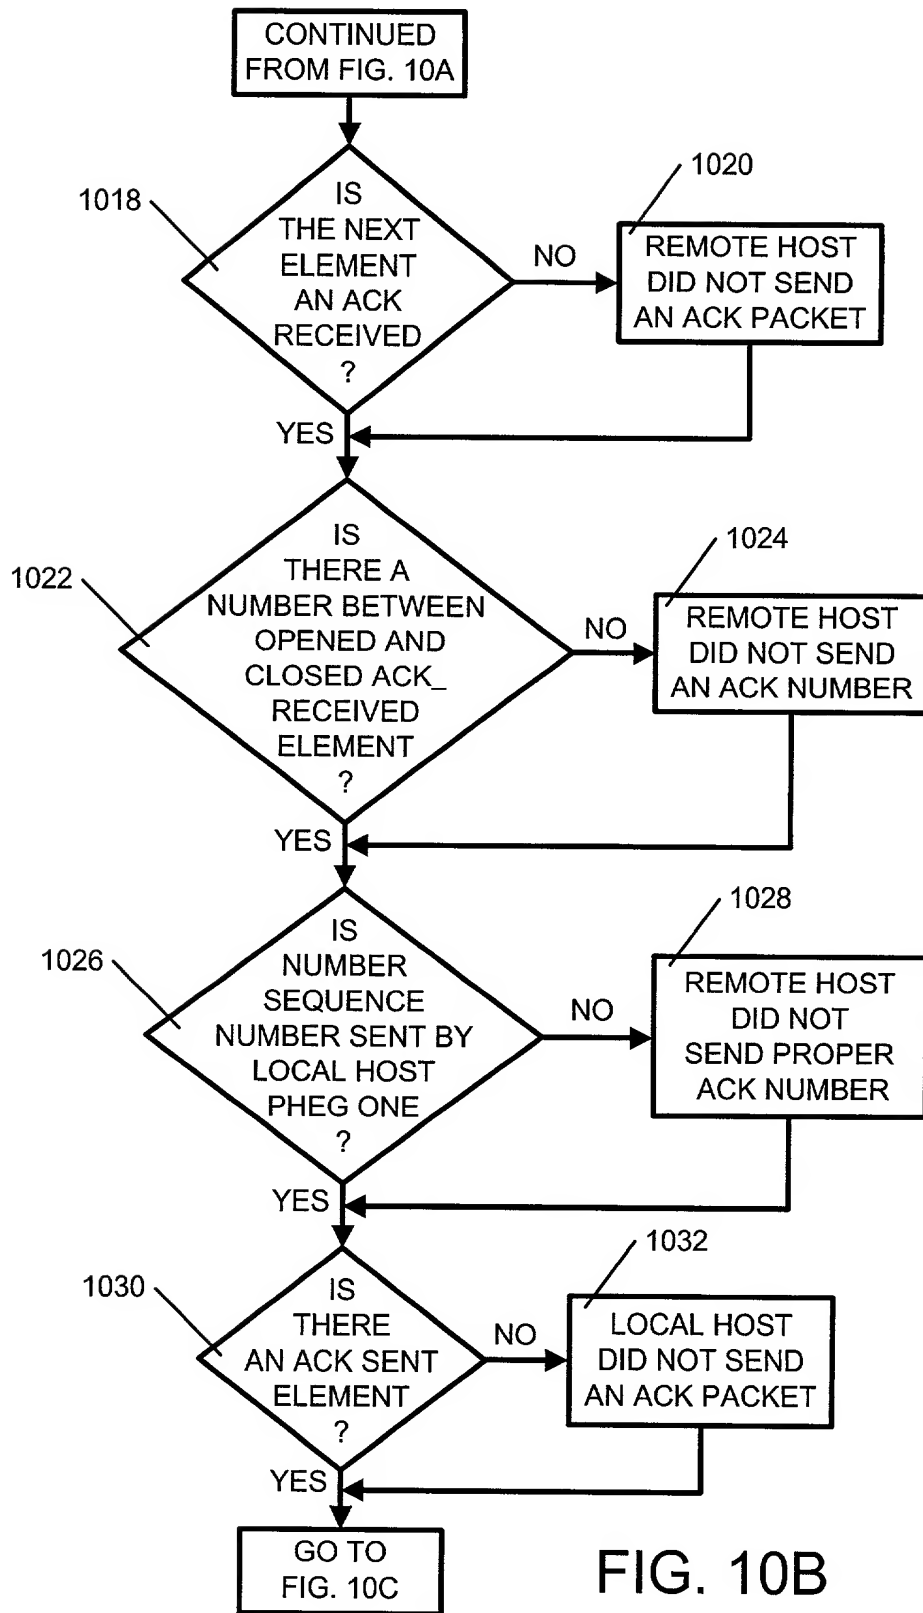 CONTINUED
FROM FIG. 10A
1018
IS
THE NEXT
ELEMENT
AN ACK
RECEIVED
?
NO
1020
REMOTE HOST
DID NOT SEND
AN ACK PACKET
YES
1022
IS
THERE A
NUMBER BETWEEN
OPENED AND
CLOSED ACK_
RECEIVED
ELEMENT
?
NO
1024
REMOTE HOST
DID NOT SEND
AN ACK NUMBER
YES
1026
IS
NUMBER
SEQUENCE
NUMBER SENT BY
LOCAL HOST
PHEG ONE
?
NO
1028
REMOTE HOST
DID NOT
SEND PROPER
ACK NUMBER
YES
1030
IS
THERE
AN ACK SENT
ELEMENT
?
NO
1032
LOCAL HOST
DID NOT SEND
AN ACK PACKET
YES
GO TO
FIG. 10C
FIG. 10B